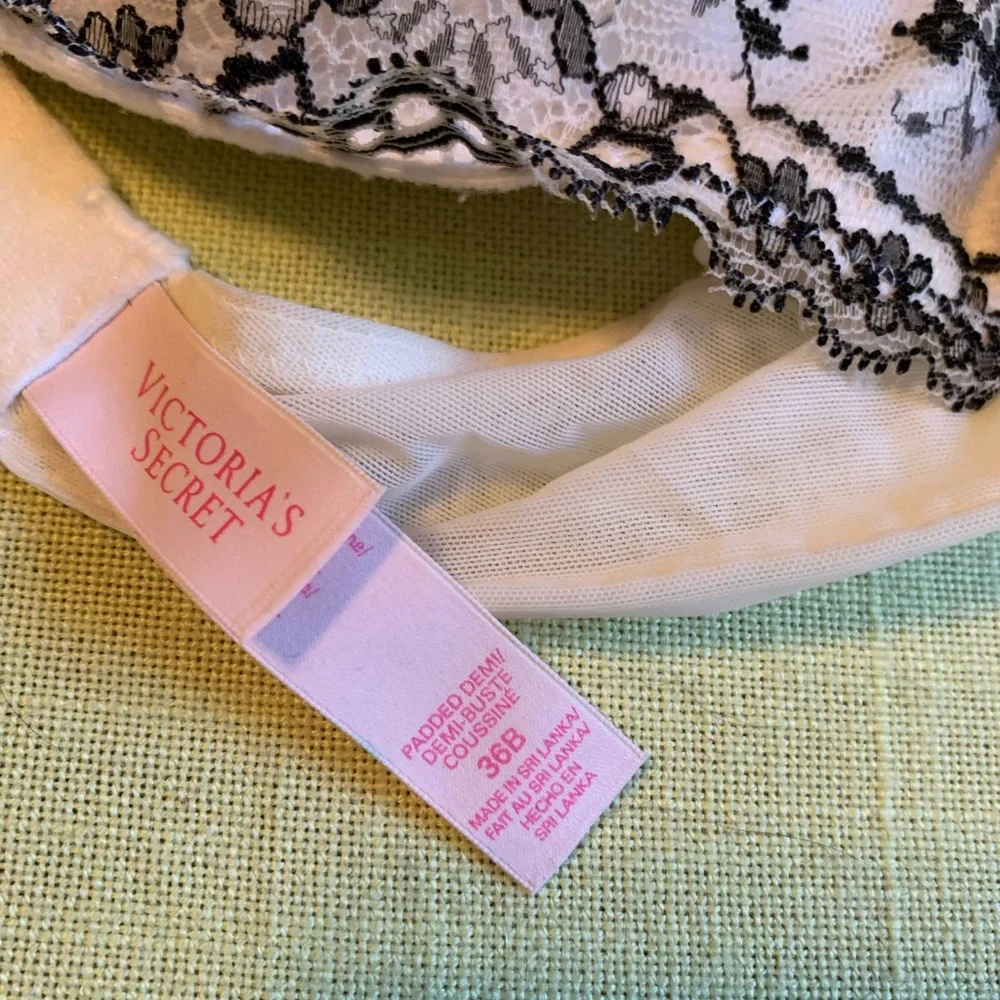 VICTORIA'S
SECRET
PADDED DEMI/
DEMI-BUSTE
COUSSINÉ
36B
MADE IN SRI LANKA/
FAIT AU SRI LANKA/
HECHO EN
SRI LANKA